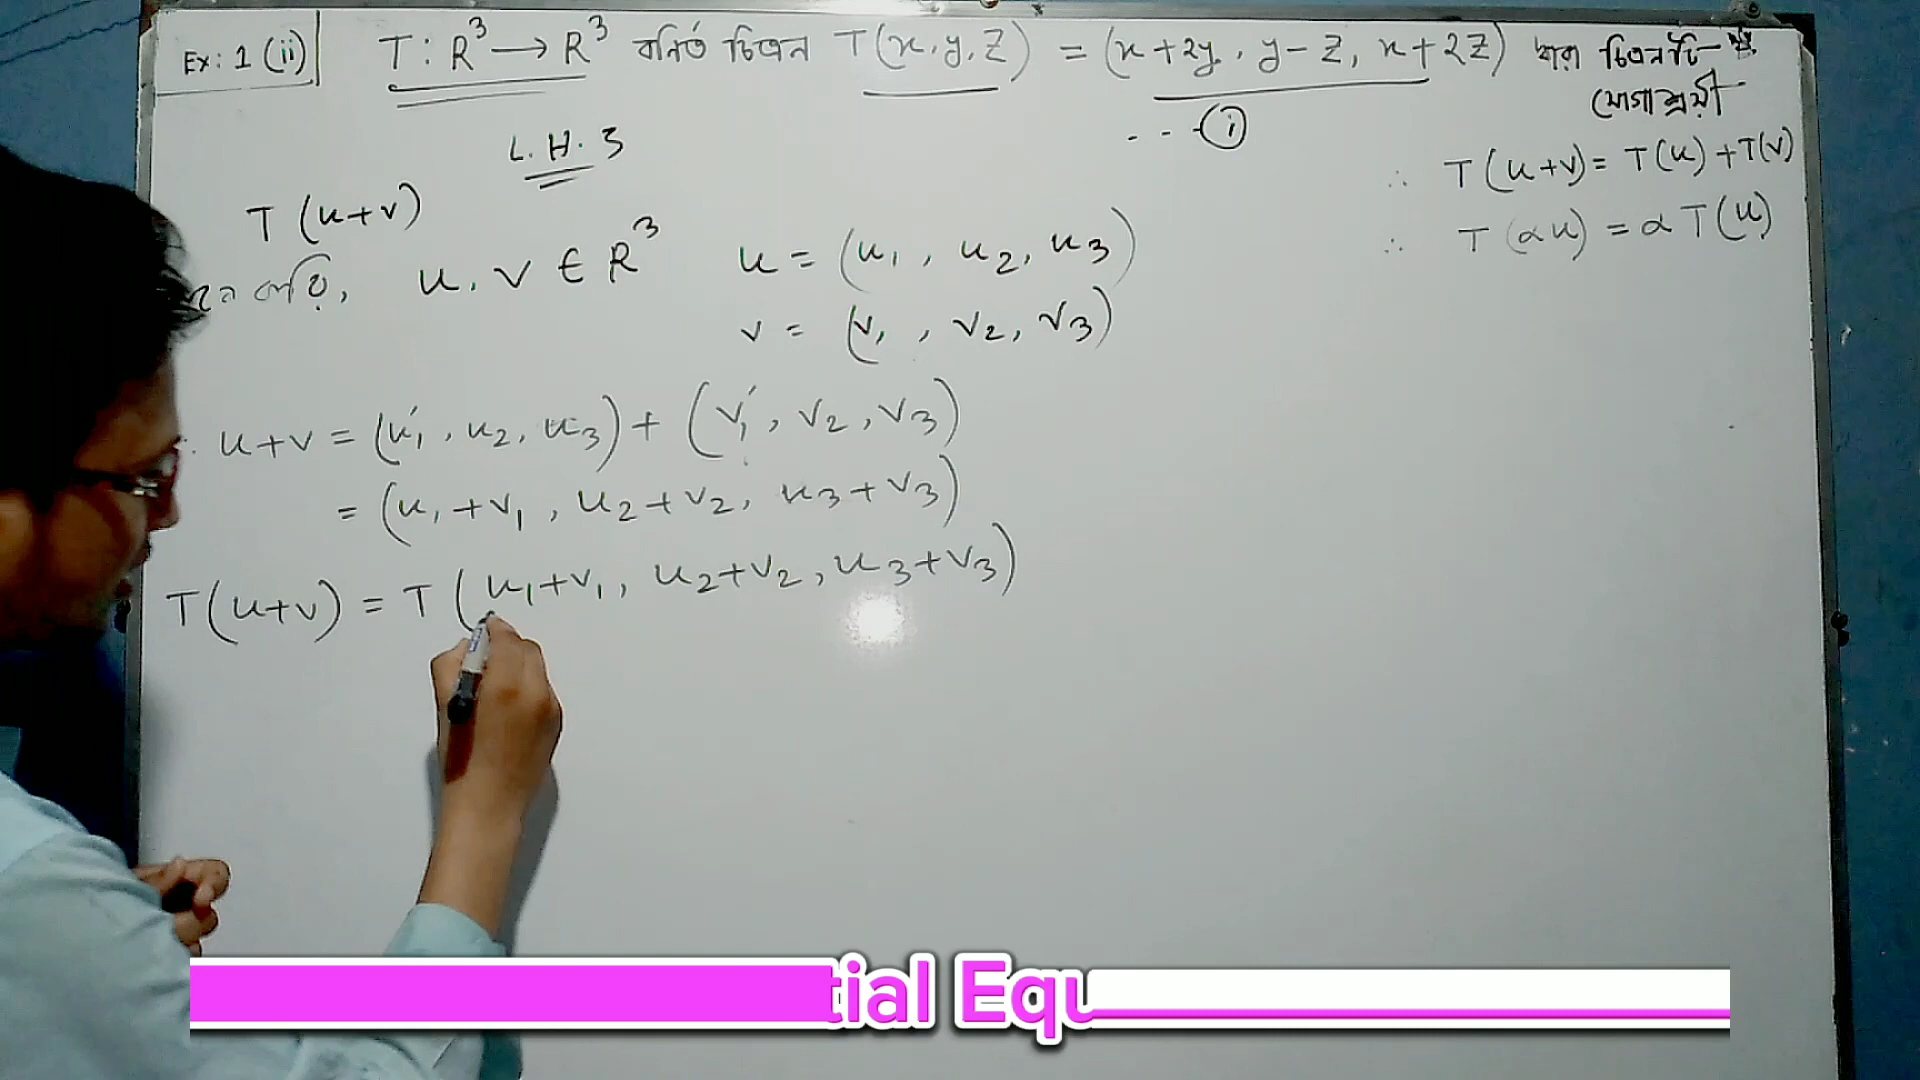 Ex: 1 (ii) T : R³ → R³ বর্নিত চিত্রন T(x, y, z) = (x+2y, y-z, x+2z) দ্বারা চিত্রনটি
যোগাশ্রয়ী
--- (i)
L. H. S
T(u+v) = T(u) + T(v)
∴ T(αu) = α T(u)
T(u+v)
u, v ∈ R³ u = (u₁, u₂, u₃)
v = (v₁, v₂, v₃)
u+v = (u₁, u₂, u₃) + (v₁, v₂, v₃)
= (u₁+v₁, u₂+v₂, u₃+v₃)
T(u+v) = T(u₁+v₁, u₂+v₂, u₃+v₃)
tial Equ